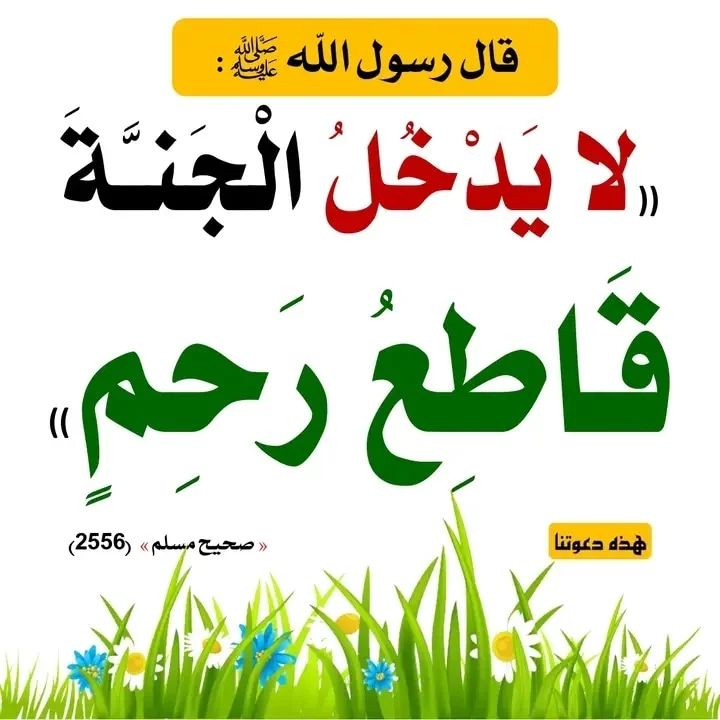 قال رسول الله ﷺ :
((لا يَدْخُلُ الْجَنَّةَ
قَاطِعُ رَحِمٍ))
« صحيح مسلم » (2556)
هذه دعوتنا